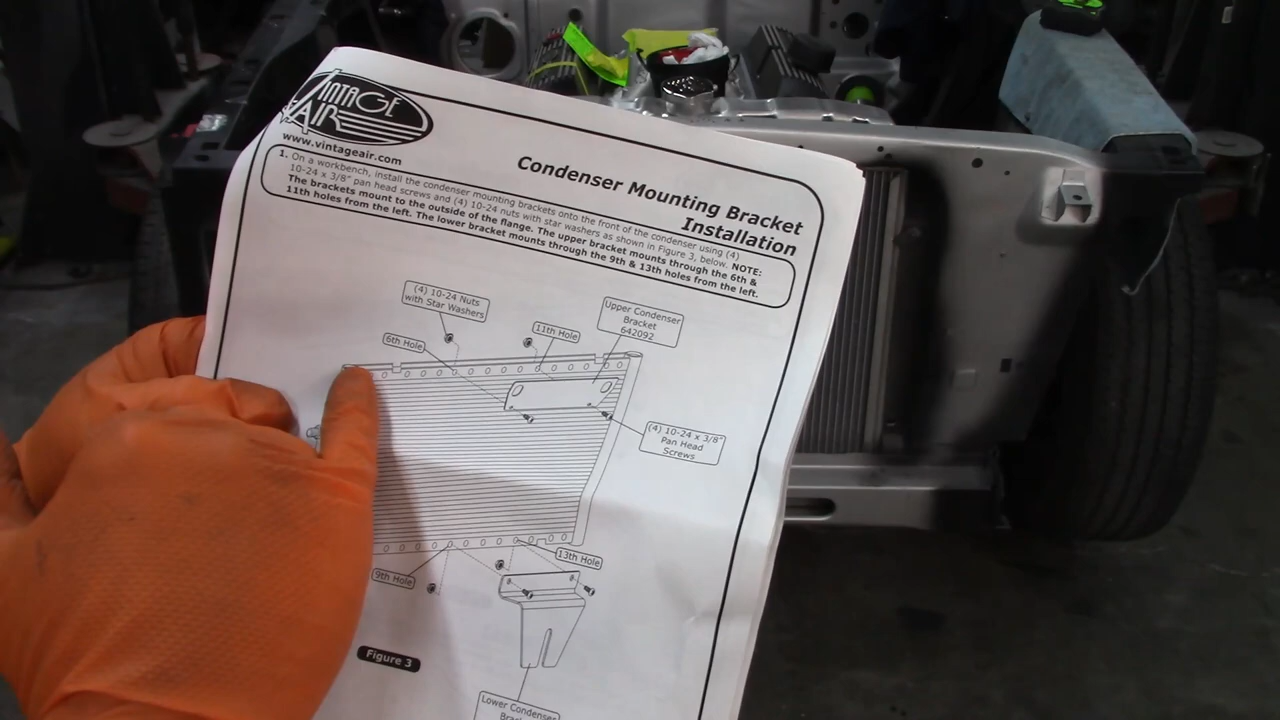 VINTAGE
AIR
www.vintageair.com
Condenser Mounting Bracket
Installation
1. On a workbench, install the condenser mounting brackets onto the front of the condenser using (4)
10-24 x 3/8" pan head screws and (4) 10-24 nuts with star washers as shown in Figure 3, below. NOTE:
The brackets mount to the outside of the flange. The upper bracket mounts through the 6th &
11th holes from the left. The lower bracket mounts through the 9th & 13th holes from the left.
(4) 10-24 Nuts
with Star Washers
Upper Condenser
Bracket
642092
6th Hole
11th Hole
(4) 10-24 x 3/8"
Pan Head
Screws
13th Hole
9th Hole
Figure 3
Lower Condenser